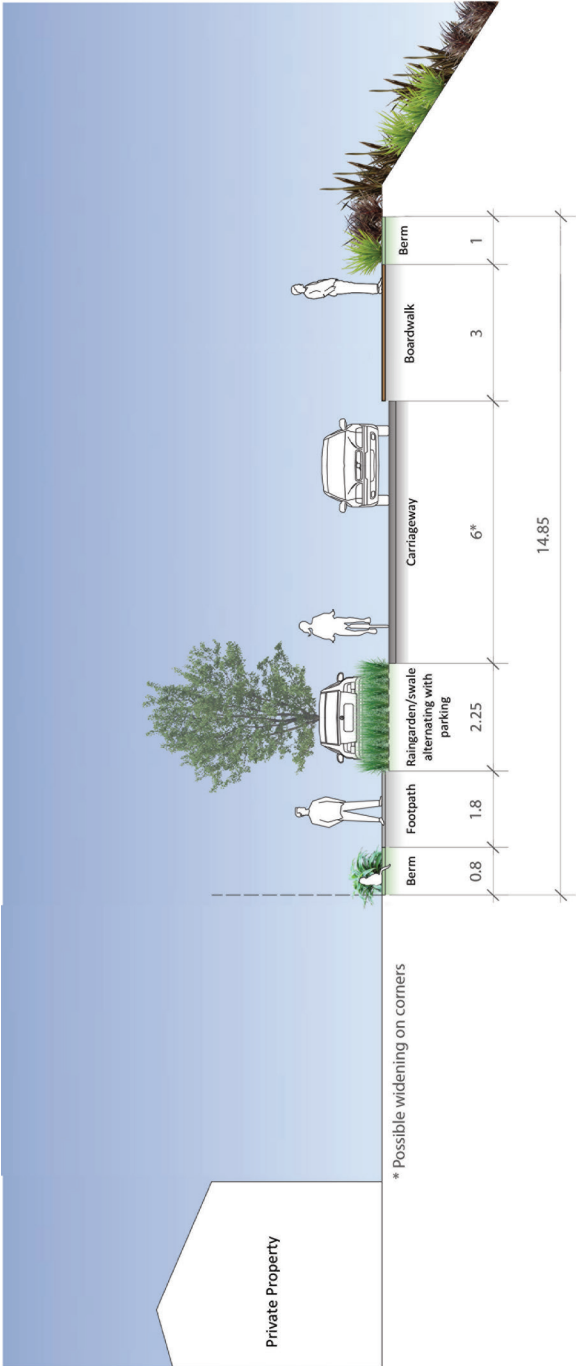 Private Property
* Possible widening on corners
Berm
Footpath
Raingarden/swale
alternating with
parking
Carriageway
Boardwalk
Berm
0.8
1.8
2.25
6*
3
1
14.85